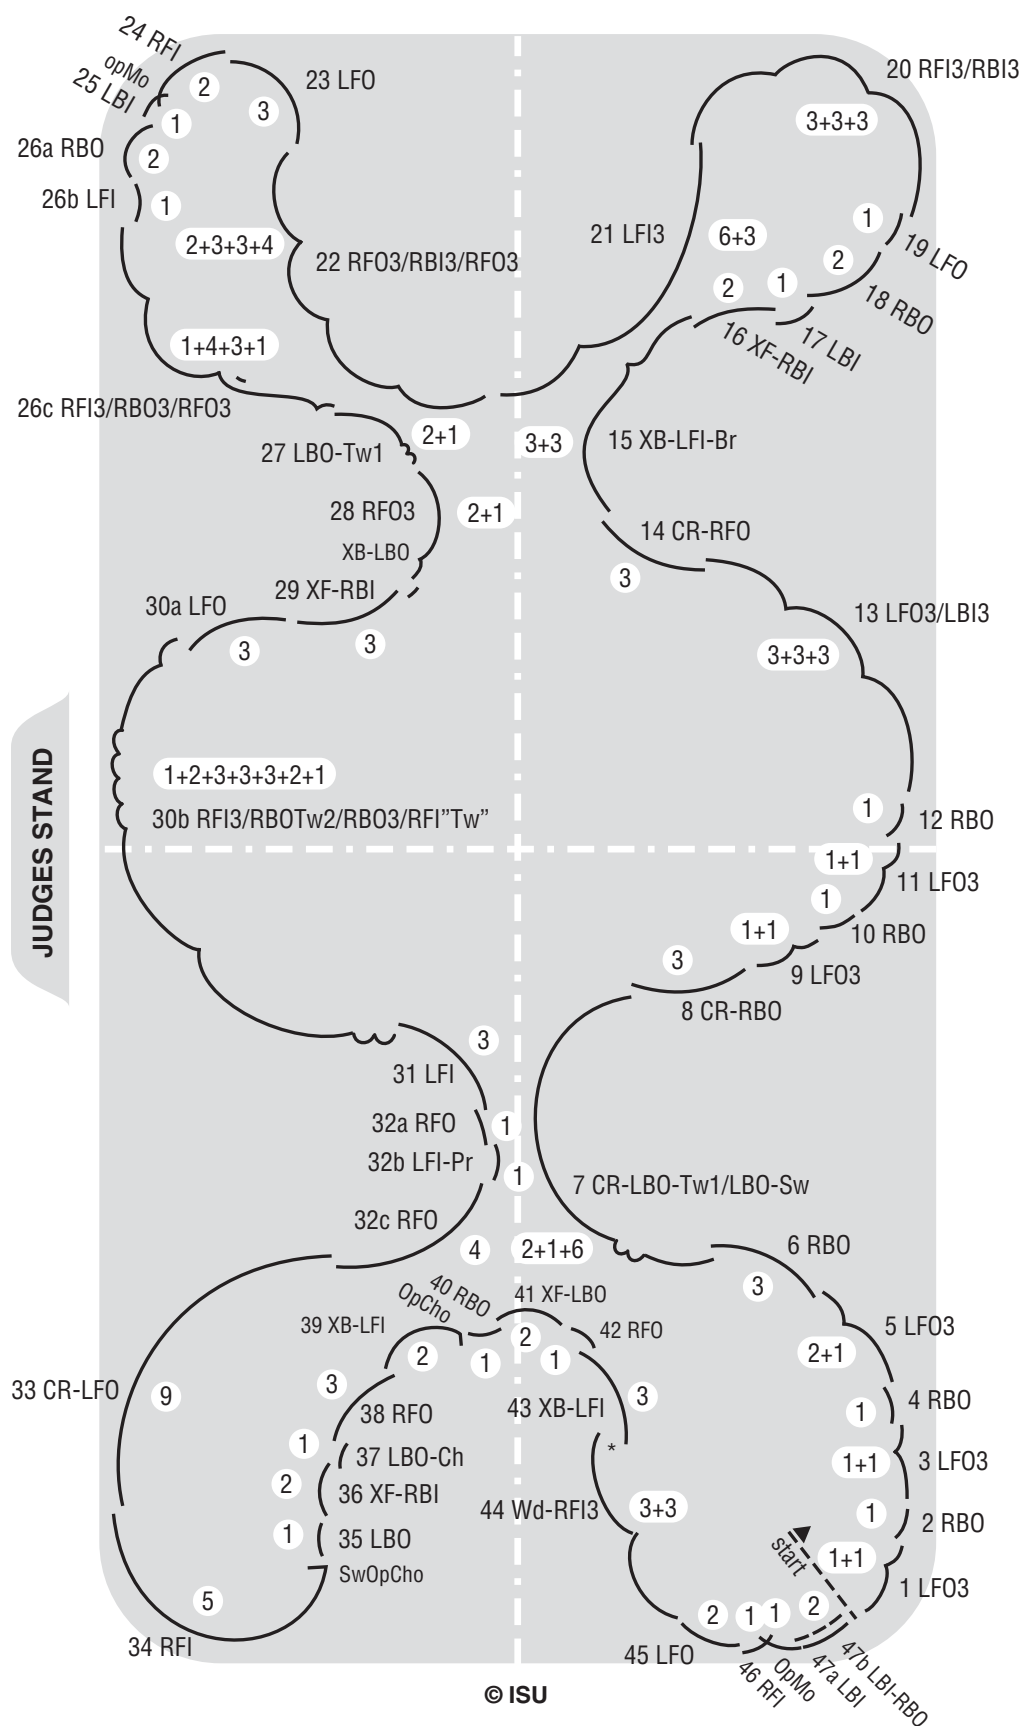 24 RFI
opMo
25 LBI
2
23 LFO
3
1
26a RBO
2
26b LFI
1
2+3+3+4
22 RFO3/RBI3/RFO3
1+4+3+1
26c RFI3/RBO3/RFO3
20 RFI3/RBI3
3+3+3
21 LFI3
6+3
1
19 LFO
2
18 RBO
1
17 LBI
2
16 XF-RBI
27 LBO-Tw1
2+1
3+3
15 XB-LFI-Br
28 RFO3
2+1
XB-LBO
14 CR-RFO
3
29 XF-RBI
3
30a LFO
3
13 LFO3/LBI3
3+3+3
1+2+3+3+3+2+1
30b RFI3/RBOTw2/RBO3/RFI”Tw”
JUDGES STAND
1
12 RBO
1+1
11 LFO3
1
10 RBO
1+1
9 LFO3
3
8 CR-RBO
3
31 LFI
32a RFO
1
32b LFI-Pr
1
7 CR-LBO-Tw1/LBO-Sw
32c RFO
4
2+1+6
6 RBO
3
40 RBO
OpCho
41 XF-LBO
39 XB-LFI
2
1
2
1
42 RFO
5 LFO3
2+1
33 CR-LFO
9
3
38 RFO
43 XB-LFI
3
4 RBO
1
*
1
37 LBO-Ch
1+1
3 LFO3
2
36 XF-RBI
44 Wd-RFI3
3+3
1
2 RBO
1
35 LBO
SwOpCho
start
1+1
1 LFO3
5
34 RFI
2
1
1
2
45 LFO
46 RFI
OpMo
47a LBI
47b LBI-RBO
© ISU